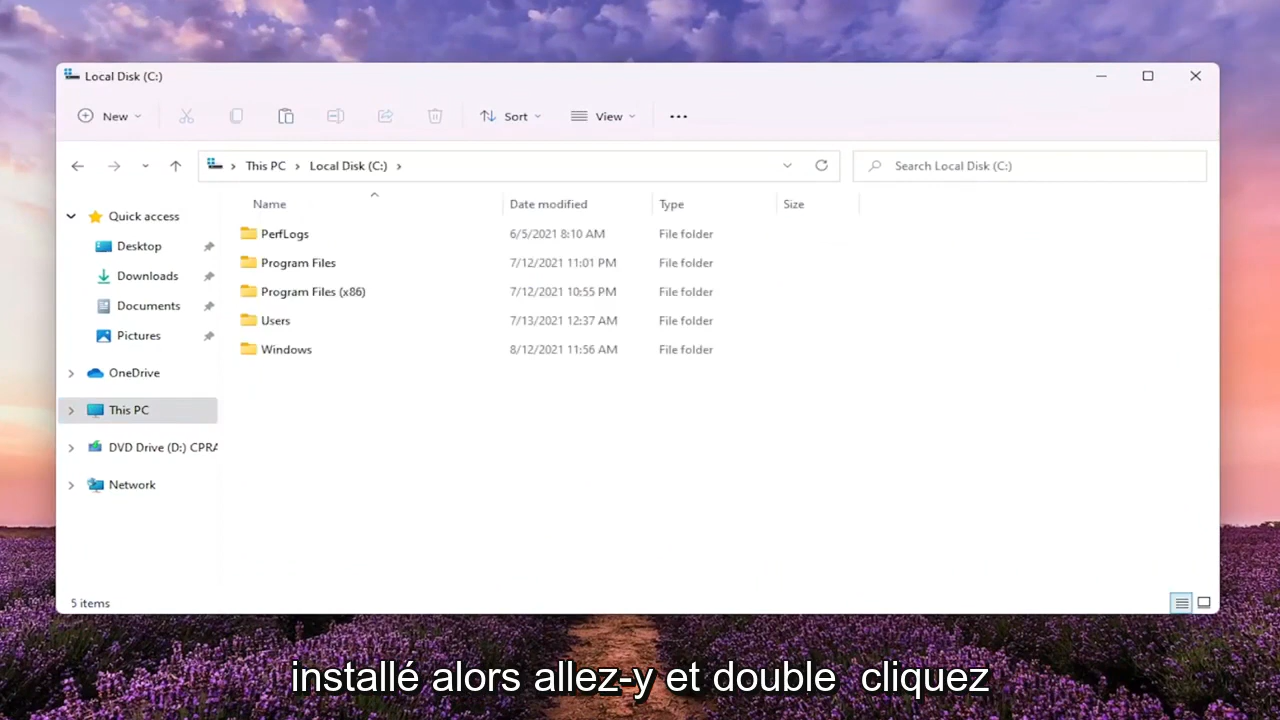 Local Disk (C:)
New
Sort
View
This PC
Local Disk (C:)
Search Local Disk (C:)
Name
Date modified
Type
Size
Quick access
Desktop
Downloads
Documents
Pictures
OneDrive
This PC
DVD Drive (D:) CPRA
Network
PerfLogs 6/5/2021 8:10 AM File folder
Program Files 7/12/2021 11:01 PM File folder
Program Files (x86) 7/12/2021 10:55 PM File folder
Users 7/13/2021 12:37 AM File folder
Windows 8/12/2021 11:56 AM File folder
5 items
installé alors allez-y et double cliquez